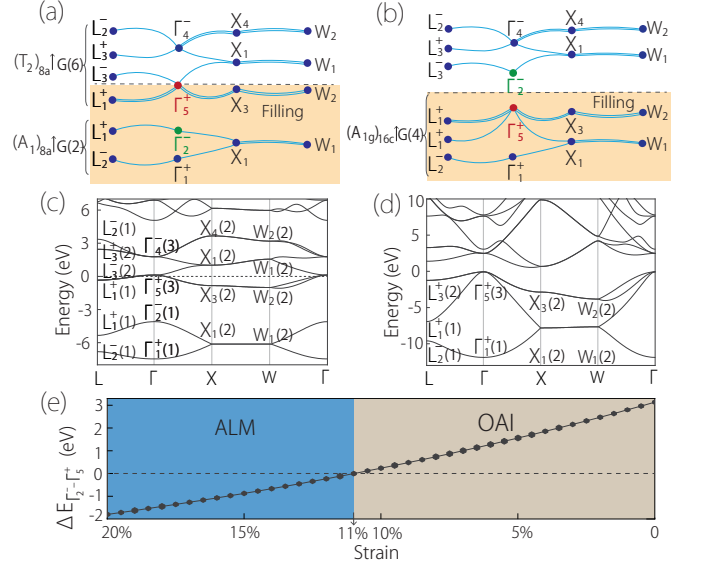 (a)
L₂⁻
L₃⁺
L₃⁻
L₁⁺
L₁⁺
L₂⁻
(T₂)₈ₐ↑G(6)
(A₁)₈ₐ↑G(2)
Γ₄⁻
Γ₅⁺
Γ₂⁻
Γ₁⁺
X₄
X₁
X₃
X₁
W₂
W₁
W₂
W₁
Filling
(b)
L₂⁻
L₃⁺
L₃⁻
L₁⁺
L₁⁺
L₂⁻
(A₁g)₁₆c↑G(4)
Γ₄⁻
Γ₂⁻
Γ₅⁺
Γ₁⁺
X₄
X₁
X₃
X₁
W₂
W₁
W₂
W₁
Filling
(c)
Energy (eV)
6
3
0
-3
-6
L₂⁻(1)
L₃⁺(2)
L₃⁻(2)
L₁⁺(1)
L₁⁺(1)
L₂⁻(1)
Γ₄⁻(3)
Γ₅⁺(3)
Γ₂⁻(1)
Γ₁⁺(1)
X₄(2)
X₁(2)
X₃(2)
X₁(2)
W₂(2)
W₁(2)
W₂(2)
W₁(2)
L Γ X W Γ
(d)
Energy (eV)
10
5
0
-5
-10
L₃⁺(2)
L₁⁺(1)
L₂⁻(1)
Γ₅⁺(3)
Γ₁⁺(1)
X₃(2)
X₁(2)
W₂(2)
W₁(2)
L Γ X W Γ
(e)
Δ E_Γ₂⁻-Γ₅⁺ (eV)
3
2
1
0
-1
-2
ALM
OAI
20% 15% 11% 10% 5% 0
Strain